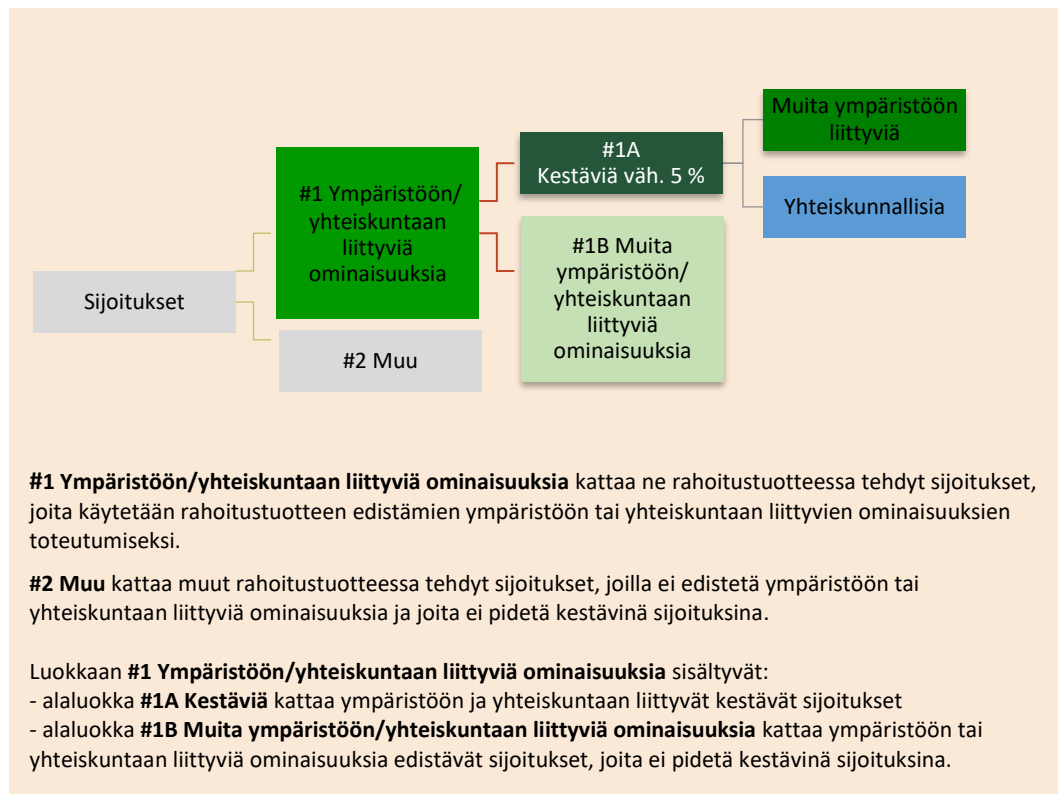 Sijoitukset
#1 Ympäristöön/
yhteiskuntaan
liittyviä
ominaisuuksia
#2 Muu
#1A
Kestäviä väh. 5 %
#1B Muita
ympäristöön/
yhteiskuntaan
liittyviä
ominaisuuksia
Muita ympäristöön
liittyviä
Yhteiskunnallisia
#1 Ympäristöön/yhteiskuntaan liittyviä ominaisuuksia kattaa ne rahoitustuotteessa tehdyt sijoitukset,
joita käytetään rahoitustuotteen edistämien ympäristöön tai yhteiskuntaan liittyvien ominaisuuksien
toteutumiseksi.
#2 Muu kattaa muut rahoitustuotteessa tehdyt sijoitukset, joilla ei edistetä ympäristöön tai
yhteiskuntaan liittyviä ominaisuuksia ja joita ei pidetä kestävinä sijoituksina.
Luokkaan #1 Ympäristöön/yhteiskuntaan liittyviä ominaisuuksia sisältyvät:
- alaluokka #1A Kestäviä kattaa ympäristöön ja yhteiskuntaan liittyvät kestävät sijoitukset
- alaluokka #1B Muita ympäristöön/yhteiskuntaan liittyviä ominaisuuksia kattaa ympäristöön tai
yhteiskuntaan liittyviä ominaisuuksia edistävät sijoitukset, joita ei pidetä kestävinä sijoituksina.